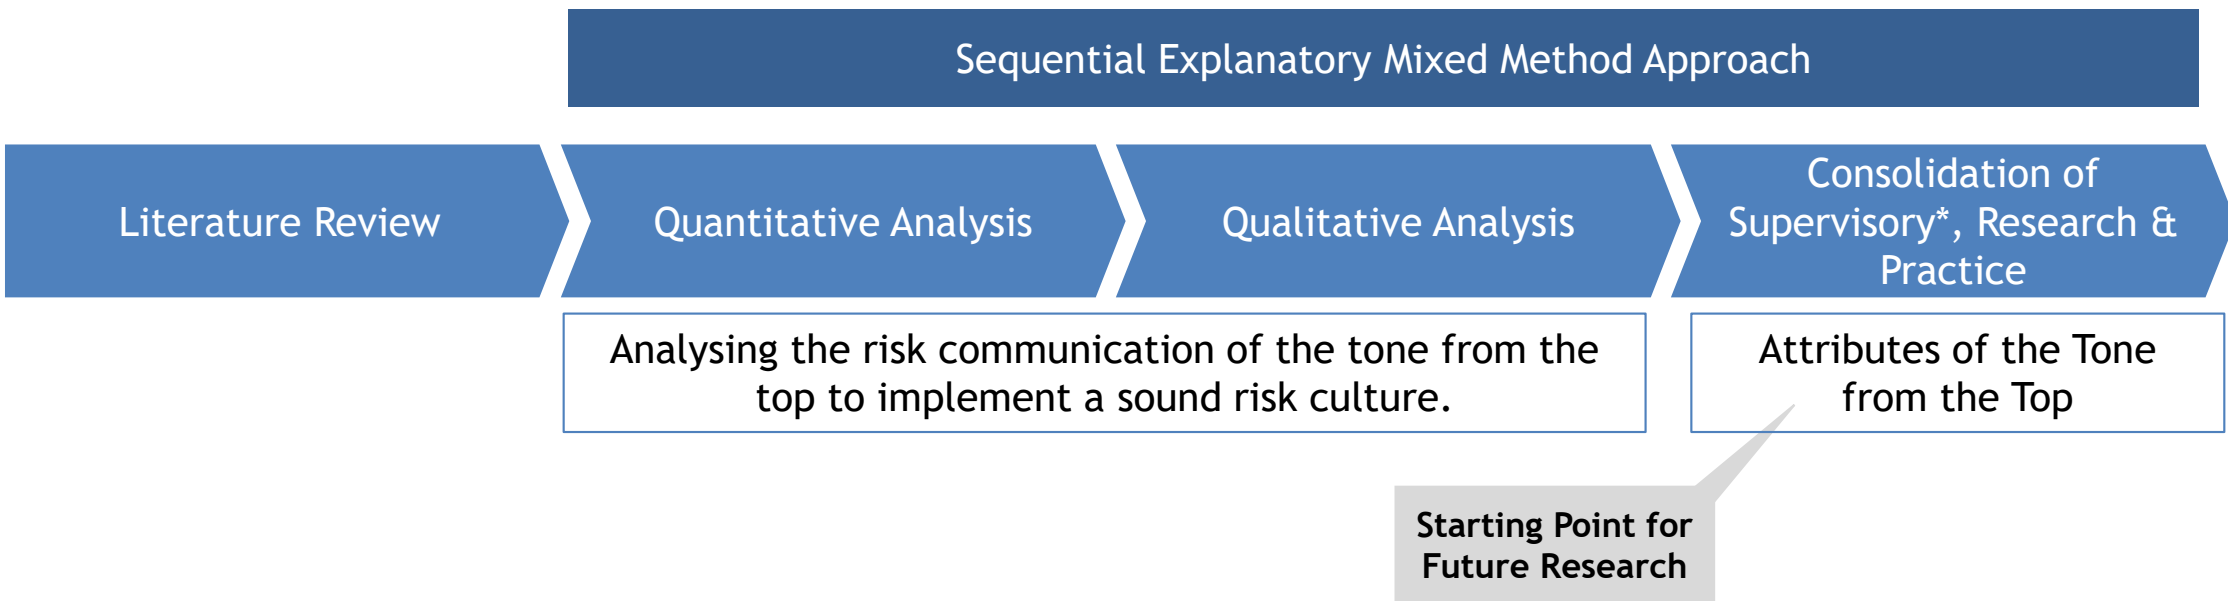 Sequential Explanatory Mixed Method Approach
Literature Review
Quantitative Analysis
Qualitative Analysis
Consolidation of
Supervisory*, Research &
Practice
Analysing the risk communication of the tone from the
top to implement a sound risk culture.
Attributes of the Tone
from the Top
Starting Point for
Future Research